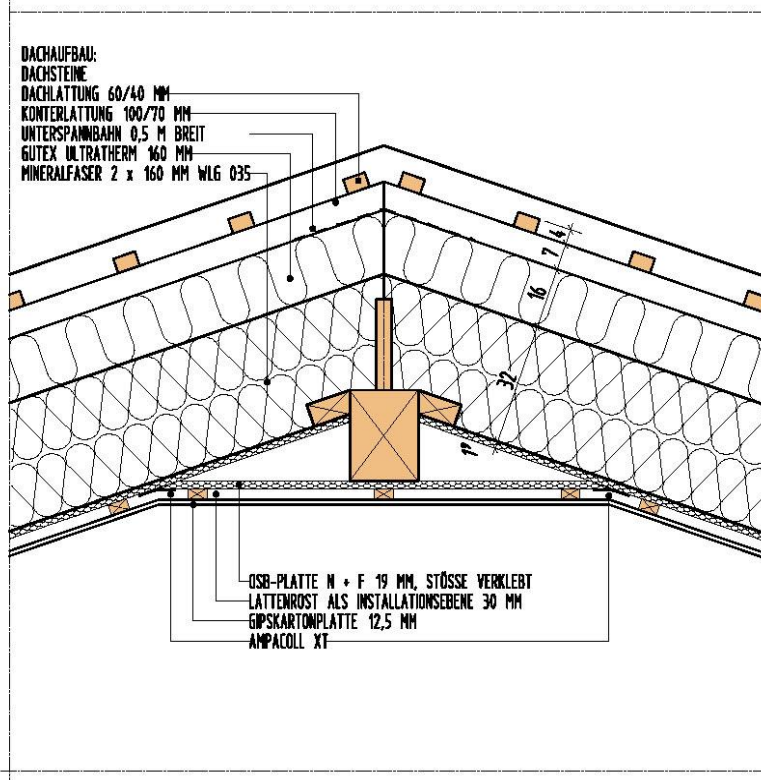 DACHAUFBAU:
DACHSTEINE
DACHLATTUNG 60/40 MM
KONTERLATTUNG 100/70 MM
UNTERSPANNBAHN 0,5 M BREIT
GUTEX ULTRATHERM 160 MM
MINERALFASER 2 x 160 MM WLG 035
4
7
16
32
1⁹
OSB-PLATTE N + F 19 MM, STÖSSE VERKLEBT
LATTENROST ALS INSTALLATIONSEBENE 30 MM
GIPSKARTONPLATTE 12,5 MM
AMPACOLL XT